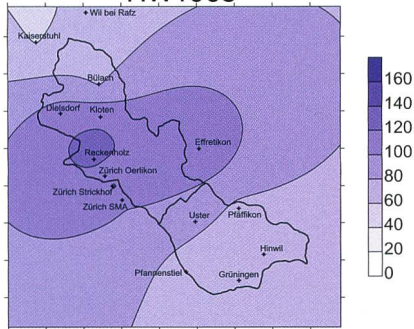 Wil bei Rafz
Kaiserstuhl
Bülach
Dielsdorf
Kloten
Effretikon
Reckenholz
Zürich Oerlikon
Zürich Strickhof
Zürich SMA
Uster
Pfäffikon
Hinwil
Pfannenstiel
Grüningen
160
140
120
100
80
60
40
20
0